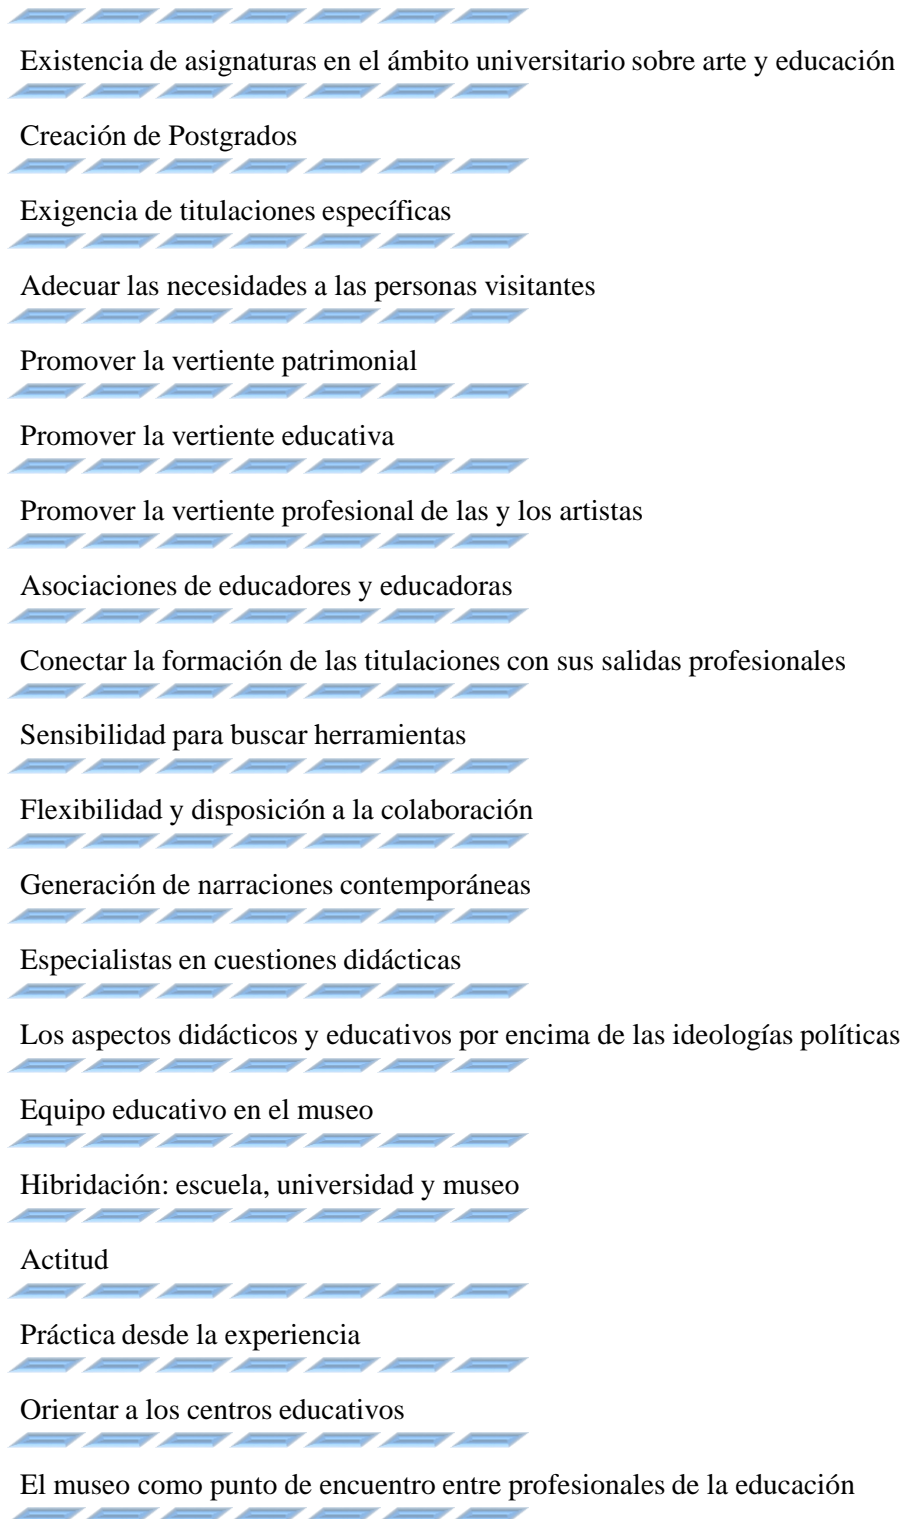 Existencia de asignaturas en el ámbito universitario sobre arte y educación
Creación de Postgrados
Exigencia de titulaciones específicas
Adecuar las necesidades a las personas visitantes
Promover la vertiente patrimonial
Promover la vertiente educativa
Promover la vertiente profesional de las y los artistas
Asociaciones de educadores y educadoras
Conectar la formación de las titulaciones con sus salidas profesionales
Sensibilidad para buscar herramientas
Flexibilidad y disposición a la colaboración
Generación de narraciones contemporáneas
Especialistas en cuestiones didácticas
Los aspectos didácticos y educativos por encima de las ideologías políticas
Equipo educativo en el museo
Hibridación: escuela, universidad y museo
Actitud
Práctica desde la experiencia
Orientar a los centros educativos
El museo como punto de encuentro entre profesionales de la educación